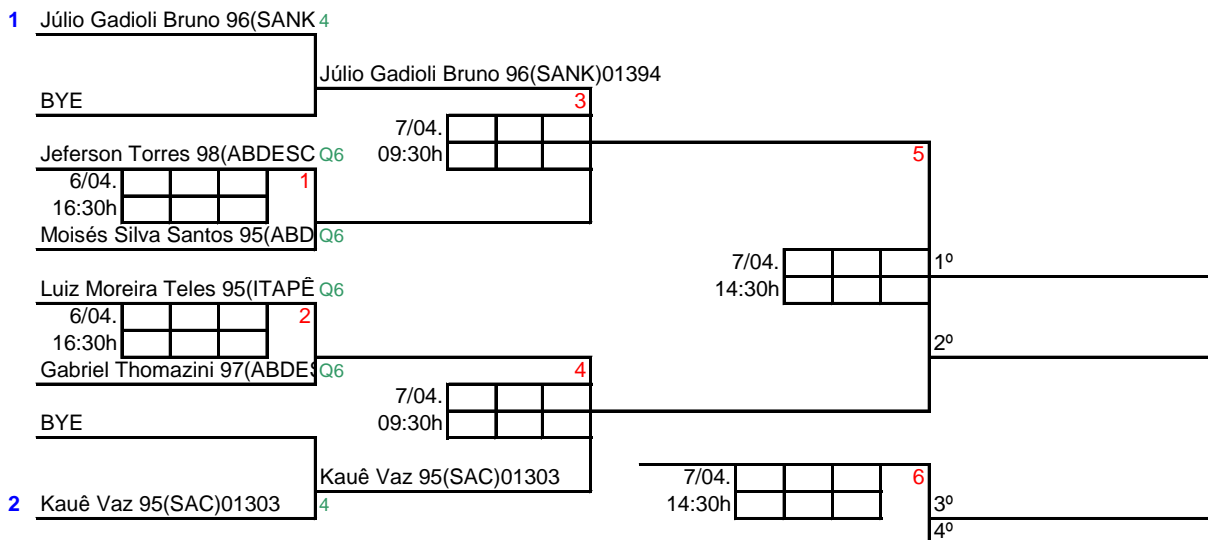 1 Júlio Gadioli Bruno 96(SANK 4
Júlio Gadioli Bruno 96(SANK)01394
BYE 3
7/04.
Jeferson Torres 98(ABDESC Q6 09:30h 5
6/04. 1
16:30h
Moisés Silva Santos 95(ABD Q6
7/04. 1º
Luiz Moreira Teles 95(ITAPÊ Q6 14:30h
6/04. 2
16:30h 2º
Gabriel Thomazini 97(ABDES Q6 4
7/04.
BYE 09:30h
Kauê Vaz 95(SAC)01303 7/04. 6
2 Kauê Vaz 95(SAC)01303 4 14:30h 3º
4º